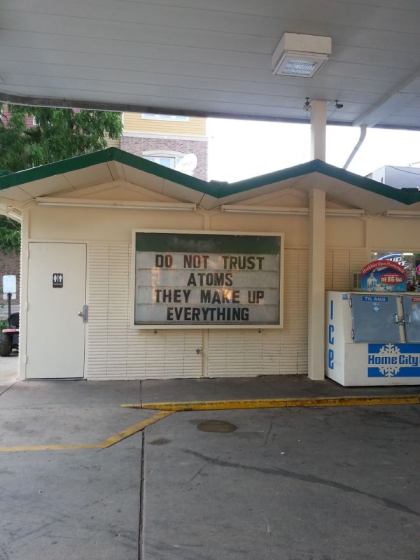 DO NOT TRUST
ATOMS
THEY MAKE UP
EVERYTHING
ICE
Home City